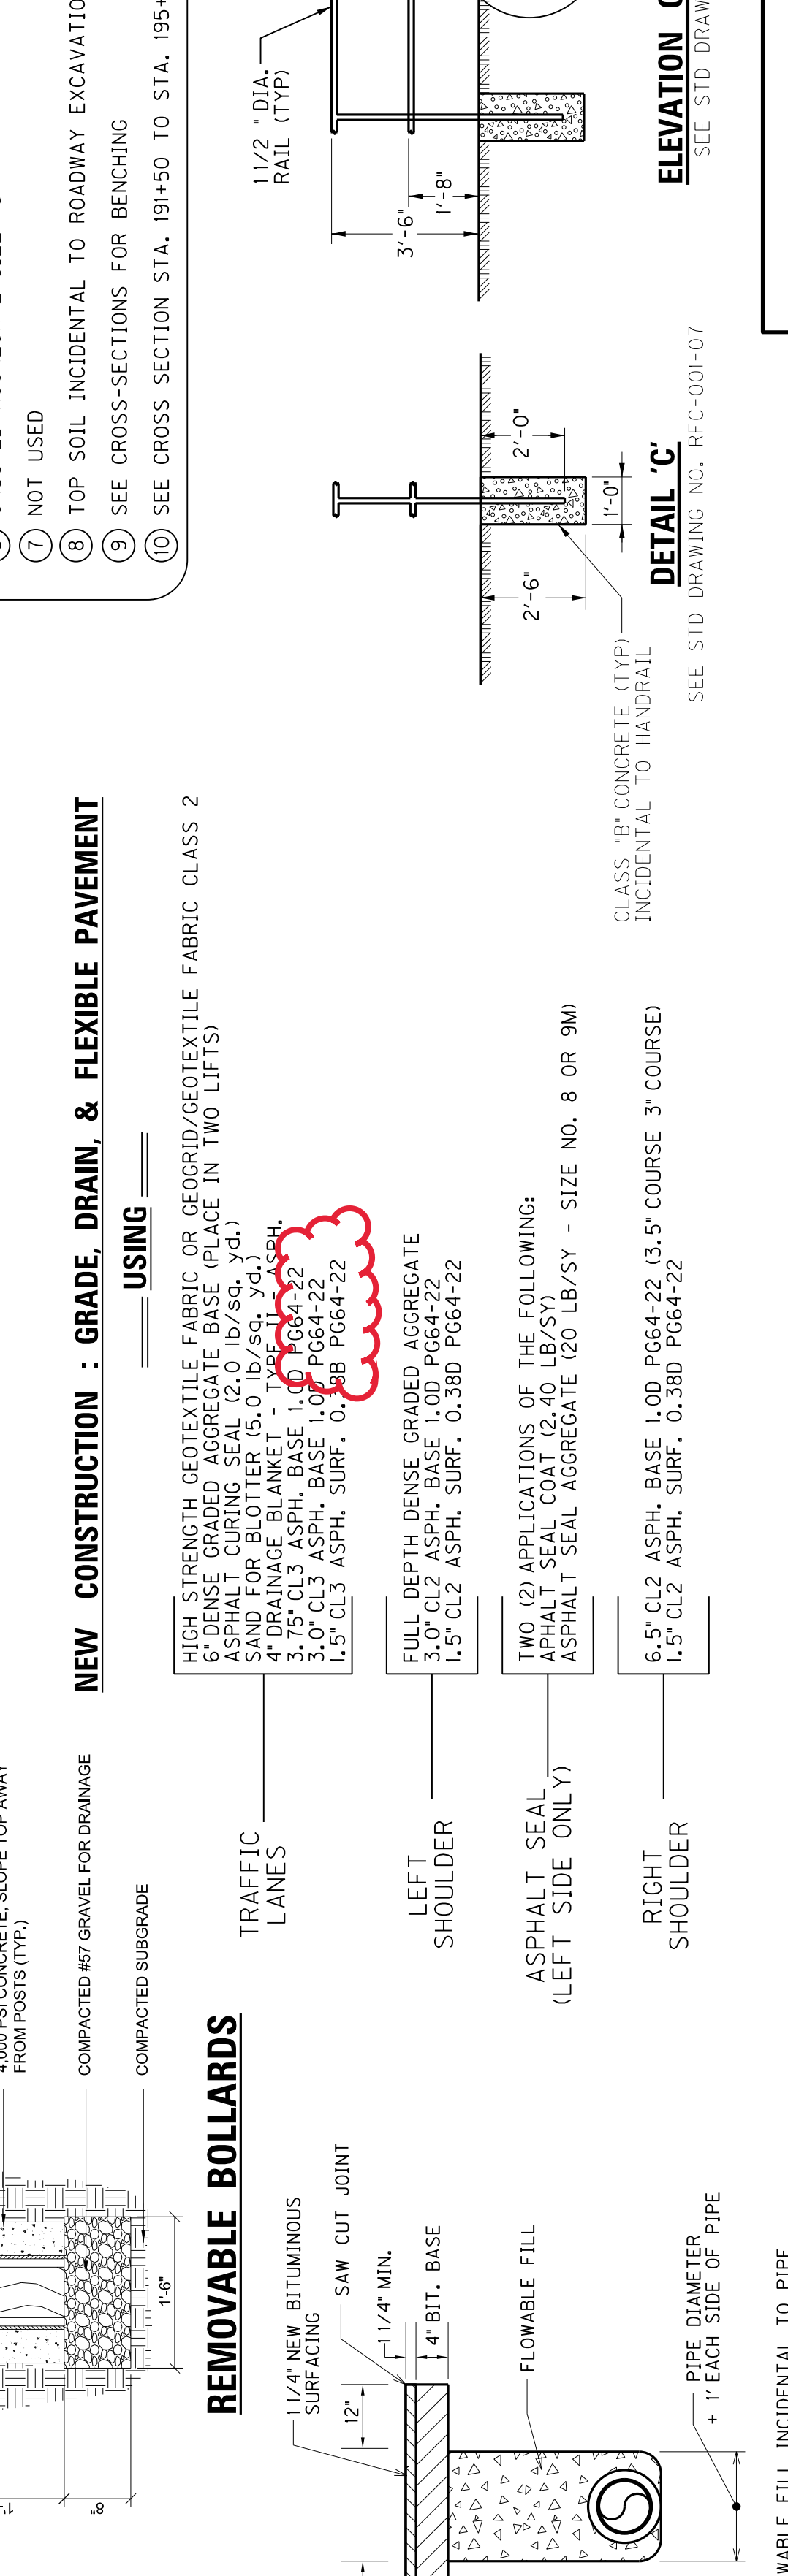 7 NOT USED
8 TOP SOIL INCIDENTAL TO ROADWAY
9 SEE CROSS-SECTIONS FOR BENCHING
10 SEE CROSS SECTION STA. 191+50 TO STA.
NEW CONSTRUCTION : GRADE, DRAIN, & FLEXIBLE PAVEMENT
USING
TRAFFIC
LANES
HIGH STRENGTH GEOTEXTILE FABRIC OR GEOGRID/GEOTEXTILE FABRIC CLASS 2
6" DENSE GRADED AGGREGATE BASE (PLACE IN TWO LIFTS)
ASPHALT CURING SEAL (2.0 lb/sq. yd.)
SAND FOR BLOTTER (5.0 lb/sq. yd.)
4" DRAINAGE BLANKET - TYPE II - ASPH.
3.75" CL3 ASPH. BASE 1.0D PG64-22
3.0" CL3 ASPH. BASE 1.0D PG64-22
1.5" CL3 ASPH. SURF. 0.38B PG64-22
LEFT
SHOULDER
FULL DEPTH DENSE GRADED AGGREGATE
3.0" CL2 ASPH. BASE 1.0D PG64-22
1.5" CL2 ASPH. SURF. 0.38D PG64-22
ASPHALT SEAL
(LEFT SIDE ONLY)
TWO (2) APPLICATIONS OF THE FOLLOWING:
APHALT SEAL COAT (2.40 LB/SY)
ASPHALT SEAL AGGREGATE (20 LB/SY - SIZE NO. 8 OR 9M)
RIGHT
SHOULDER
6.5" CL2 ASPH. BASE 1.0D PG64-22 (3.5" COURSE 3" COURSE)
1.5" CL2 ASPH. SURF. 0.38D PG64-22
FROM POSTS (TYP.)
COMPACTED #57 GRAVEL FOR DRAINAGE
COMPACTED SUBGRADE
1'-6"
8"
REMOVABLE BOLLARDS
1 1/4" NEW BITUMINOUS
SURFACING
SAW CUT JOINT
12"
1 1/4" MIN.
4" BIT. BASE
FLOWABLE FILL
PIPE DIAMETER
+ 1' EACH SIDE OF PIPE
FILL INCIDENTAL TO PIPE
1 1/2 " DIA.
RAIL (TYP)
3'-6"
1'-8"
ELEVATION
SEE STD
2'-0"
2'-6"
1'-0"
CLASS "B" CONCRETE (TYP)
INCIDENTAL TO HANDRAIL
DETAIL 'C'
SEE STD DRAWING NO. RFC-001-07